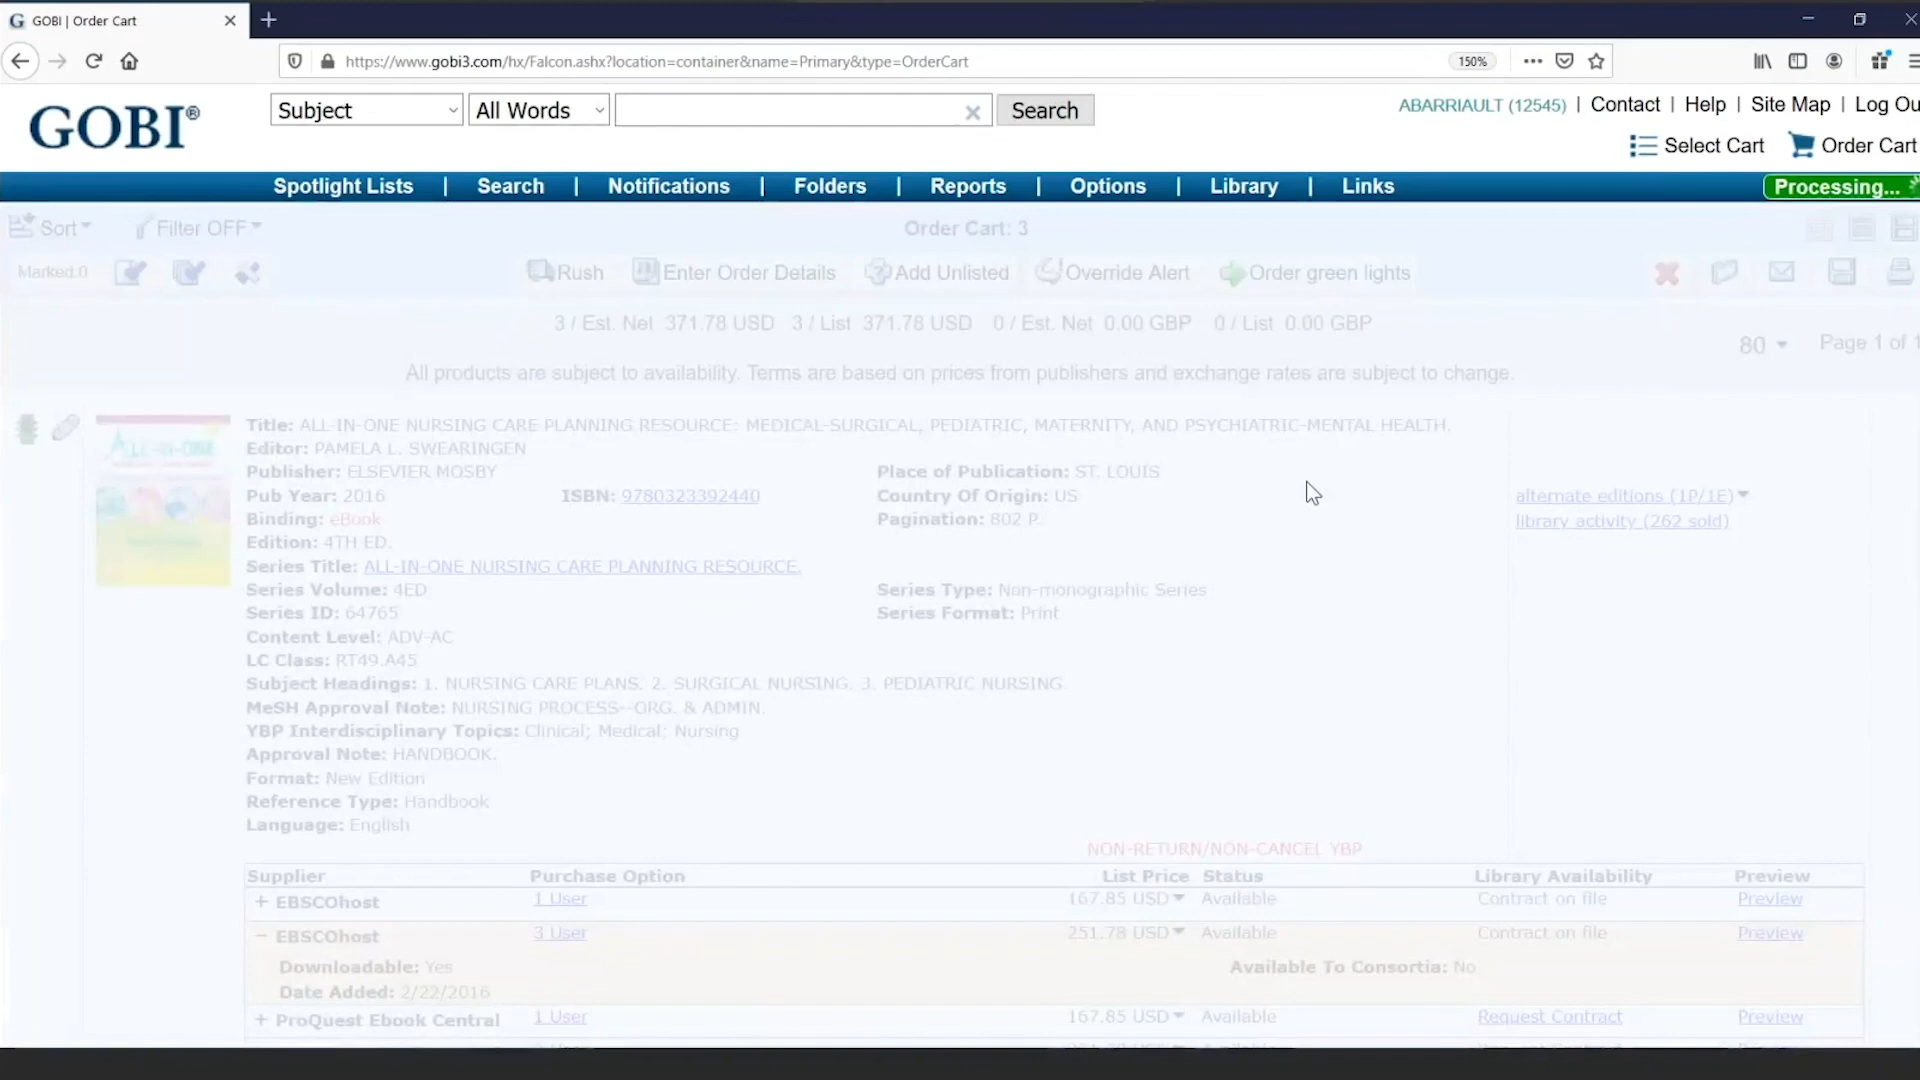 GOBI | Order Cart
https://www.gobi3.com/hx/Falcon.ashx?location=container&name=Primary&type=OrderCart
150%
GOBI®
Subject
All Words
Search
ABARRIAULT (12545) | Contact | Help | Site Map | Log Ou
Select Cart
Order Cart
Spotlight Lists | Search | Notifications | Folders | Reports | Options | Library | Links
Processing...
Sort
Filter OFF
Order Cart: 3
Marked:0
Rush
Enter Order Details
Add Unlisted
Override Alert
Order green lights
3 / Est. Net 371.78 USD 3 / List 371.78 USD 0 / Est. Net 0.00 GBP 0 / List 0.00 GBP
80
Page 1 of 1
All products are subject to availability. Terms are based on prices from publishers and exchange rates are subject to change.
ALL-IN-ONE
Title: ALL-IN-ONE NURSING CARE PLANNING RESOURCE: MEDICAL-SURGICAL, PEDIATRIC, MATERNITY, AND PSYCHIATRIC-MENTAL HEALTH.
Editor: PAMELA L. SWEARINGEN
Publisher: ELSEVIER MOSBY
Place of Publication: ST. LOUIS
Pub Year: 2016
ISBN: 9780323392440
Country Of Origin: US
alternate editions (1P/1E)
Binding: eBook
Pagination: 802 P.
library activity (262 sold)
Edition: 4TH ED.
Series Title: ALL-IN-ONE NURSING CARE PLANNING RESOURCE.
Series Volume: 4ED
Series Type: Non-monographic Series
Series ID: 64765
Series Format: Print
Content Level: ADV-AC
LC Class: RT49.A45
Subject Headings: 1. NURSING CARE PLANS. 2. SURGICAL NURSING. 3. PEDIATRIC NURSING.
MeSH Approval Note: NURSING PROCESS--ORG. & ADMIN.
YBP Interdisciplinary Topics: Clinical; Medical; Nursing
Approval Note: HANDBOOK.
Format: New Edition
Reference Type: Handbook
Language: English
NON-RETURN/NON-CANCEL YBP
Supplier Purchase Option List Price Status Library Availability Preview
+ EBSCOhost 1 User 167.85 USD Available Contract on file Preview
− EBSCOhost 3 User 251.78 USD Available Contract on file Preview
Downloadable: Yes
Available To Consortia: No
Date Added: 2/22/2016
+ ProQuest Ebook Central 1 User 167.85 USD Available Request Contract Preview